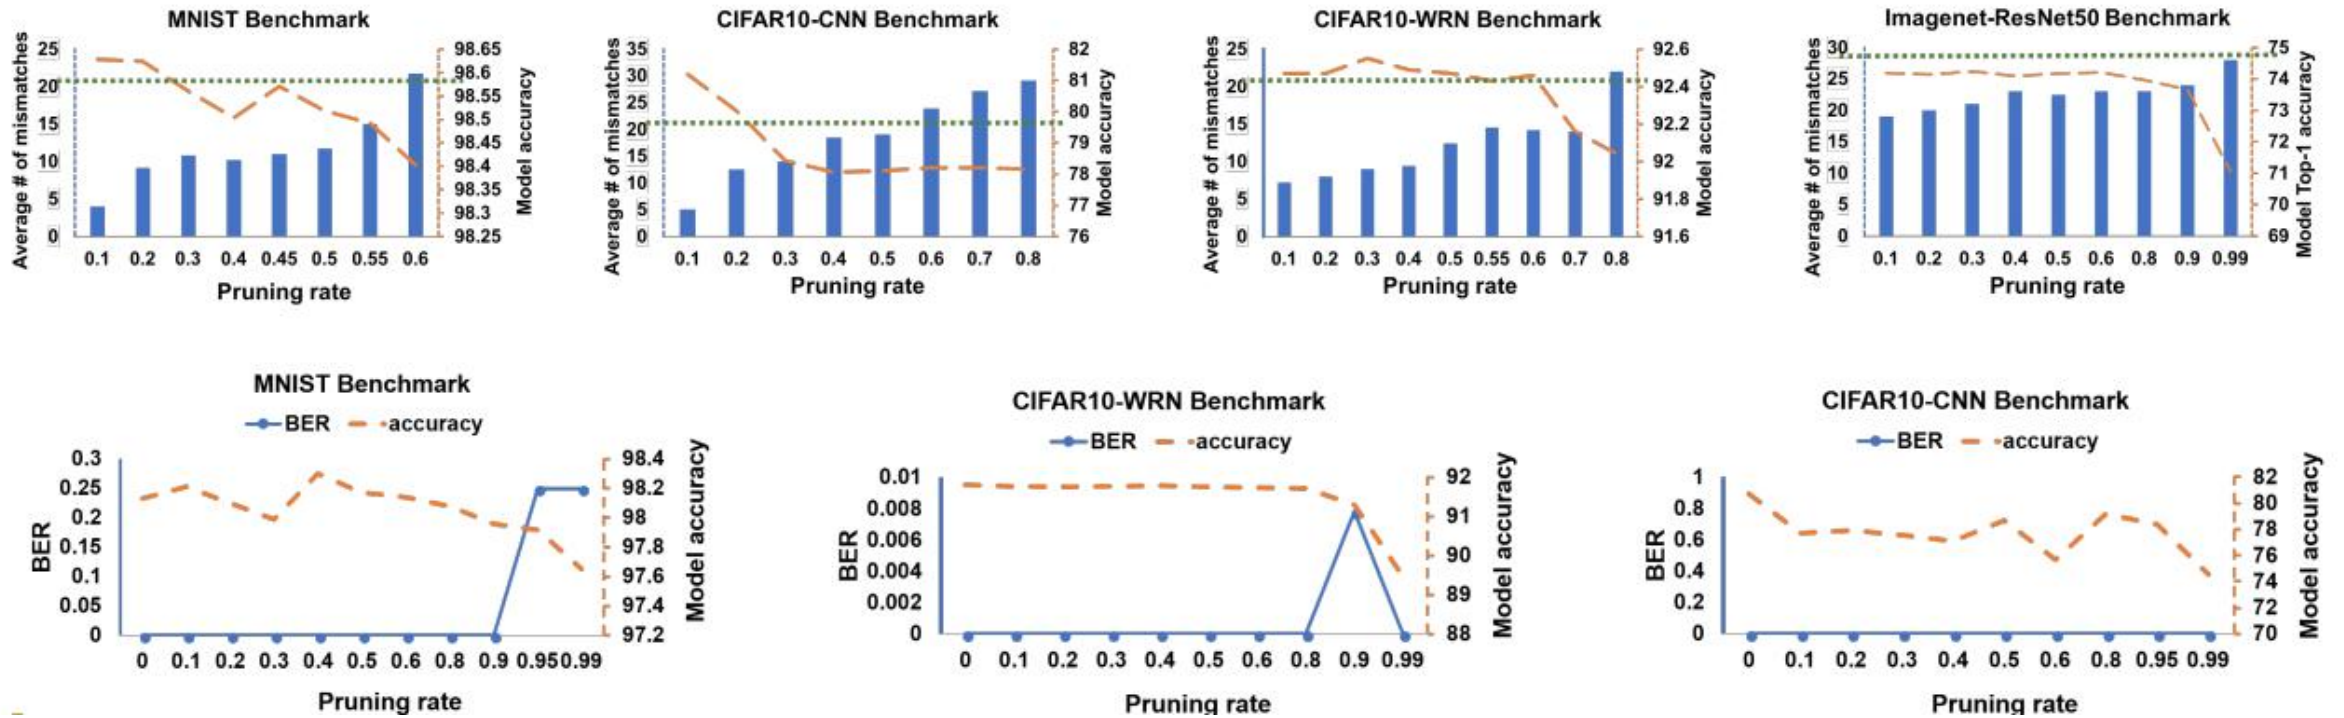 MNIST Benchmark
Average # of mismatches
25
20
15
10
5
0
98.65
98.6
98.55
98.5
98.45
98.4
98.35
98.3
98.25
Model accuracy
0.1 0.2 0.3 0.4 0.45 0.5 0.55 0.6
Pruning rate
CIFAR10-CNN Benchmark
Average # of mismatches
35
30
25
20
15
10
5
0
82
81
80
79
78
77
76
Model accuracy
0.1 0.2 0.3 0.4 0.5 0.6 0.7 0.8
Pruning rate
CIFAR10-WRN Benchmark
Average # of mismatches
25
20
15
10
5
0
92.6
92.4
92.2
92
91.8
91.6
Model accuracy
0.1 0.2 0.3 0.4 0.5 0.55 0.6 0.7 0.8
Pruning rate
Imagenet-ResNet50 Benchmark
Average # of mismatches
30
25
20
15
10
5
0
75
74
73
72
71
70
69
Model Top-1 accuracy
0.1 0.2 0.3 0.4 0.5 0.6 0.8 0.9 0.99
Pruning rate
MNIST Benchmark
BER accuracy
BER
0.3
0.25
0.2
0.15
0.1
0.05
0
98.4
98.2
98
97.8
97.6
97.4
97.2
Model accuracy
0 0.1 0.2 0.3 0.4 0.5 0.6 0.8 0.9 0.95 0.99
Pruning rate
CIFAR10-WRN Benchmark
BER accuracy
BER
0.01
0.008
0.006
0.004
0.002
0
92
91
90
89
88
Model accuracy
0 0.1 0.2 0.3 0.4 0.5 0.6 0.8 0.9 0.99
Pruning rate
CIFAR10-CNN Benchmark
BER accuracy
BER
1
0.8
0.6
0.4
0.2
0
82
80
78
76
74
72
70
Model accuracy
0 0.1 0.2 0.3 0.4 0.5 0.6 0.8 0.95 0.99
Pruning rate